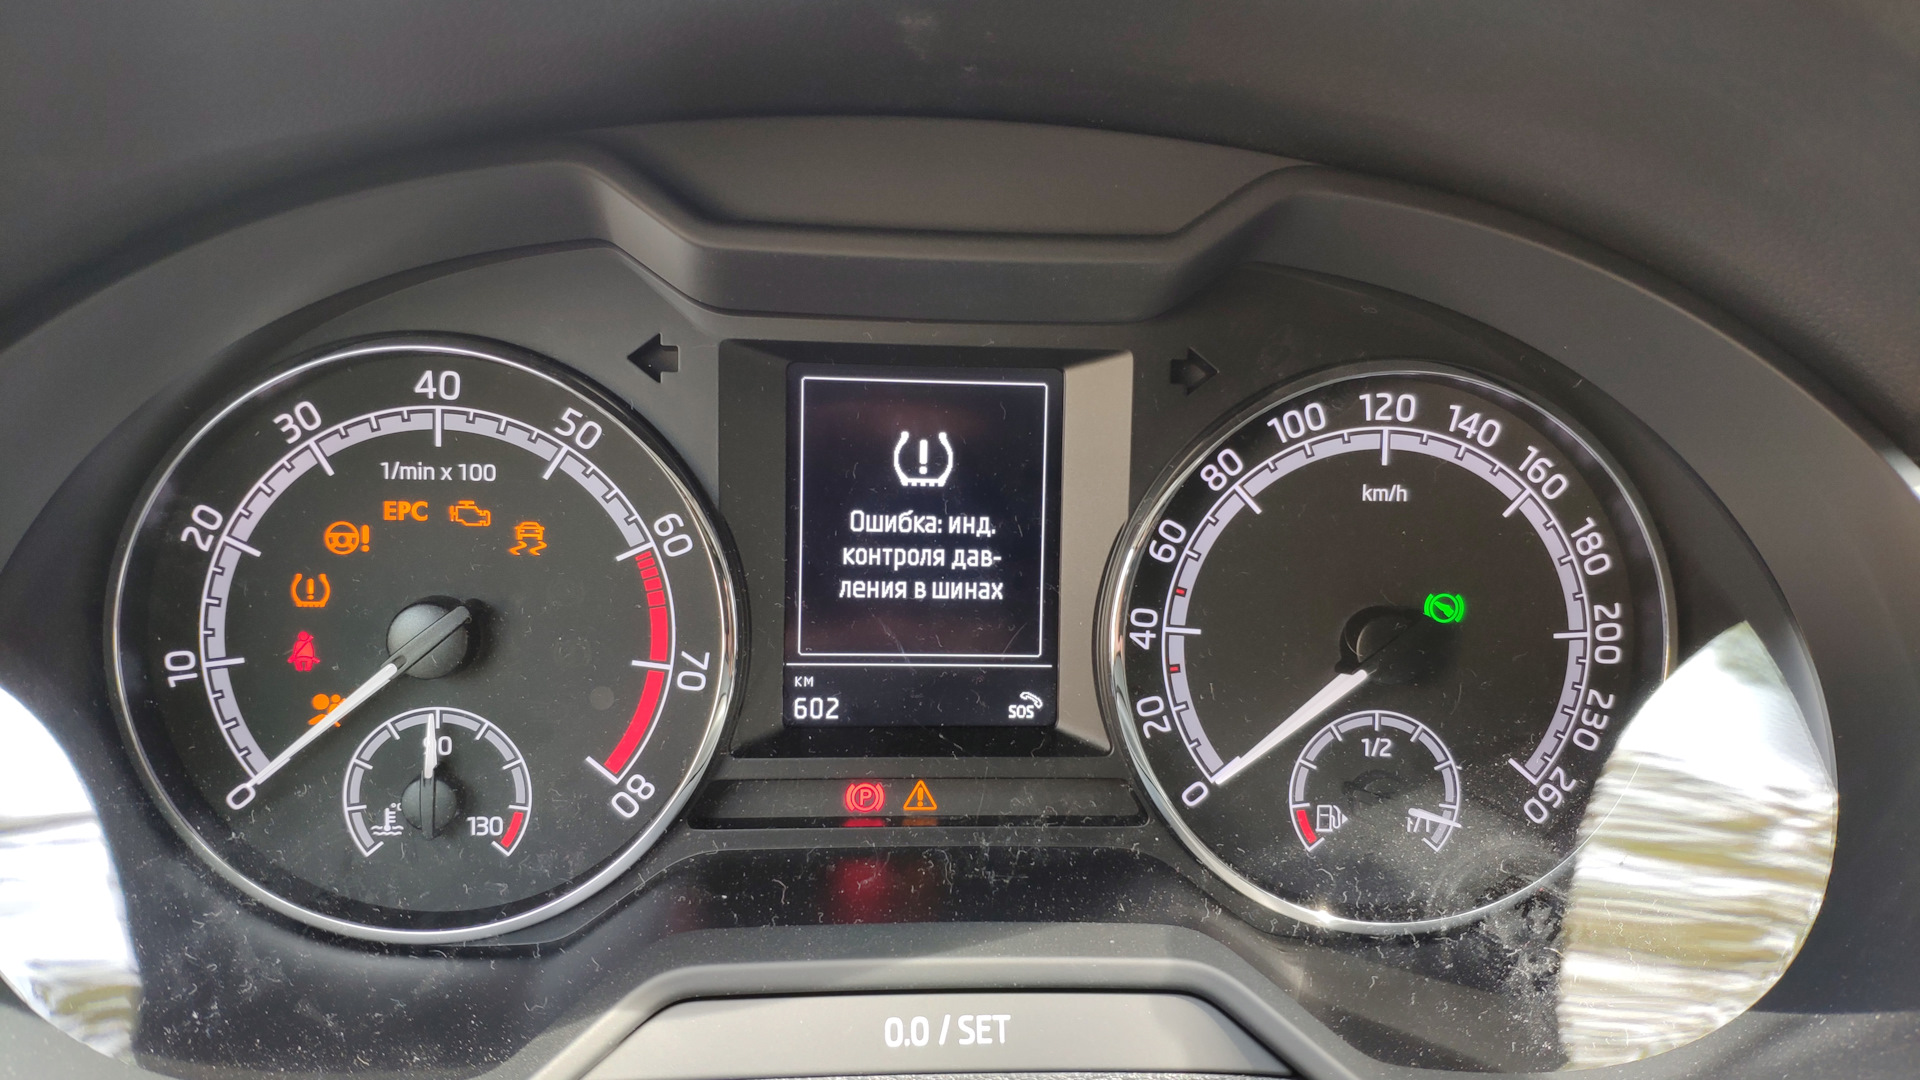 10
20
30
40
50
60
70
80
0
1/min x 100
EPC
90
130
Ошибка: инд.
контроля дав-
ления в шинах
КМ
602
SOS
P
0
20
40
60
80
100
120
140
160
180
200
230
260
km/h
1/2
1/1
0.0 / SET